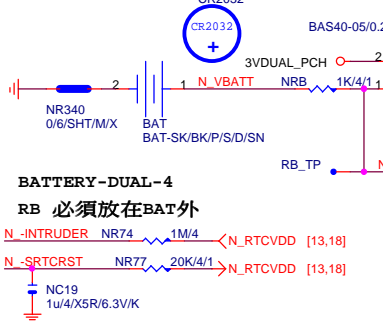 CR2032
CR2032
+
BAS40-05/0.2
3VDUAL_PCH
2
2
1
N_VBATT
NRB
1K/4/1
1
NR340
0/6/SHT/M/X
BAT
BAT-SK/BK/P/S/D/SN
RB_TP
N
BATTERY-DUAL-4
RB 必須放在BAT外
N_-INTRUDER NR74 1M/4 N_RTCVDD [13,18]
N_-SRTCRST NR77 20K/4/1 N_RTCVDD [13,18]
NC19
1u/4/X5R/6.3V/K